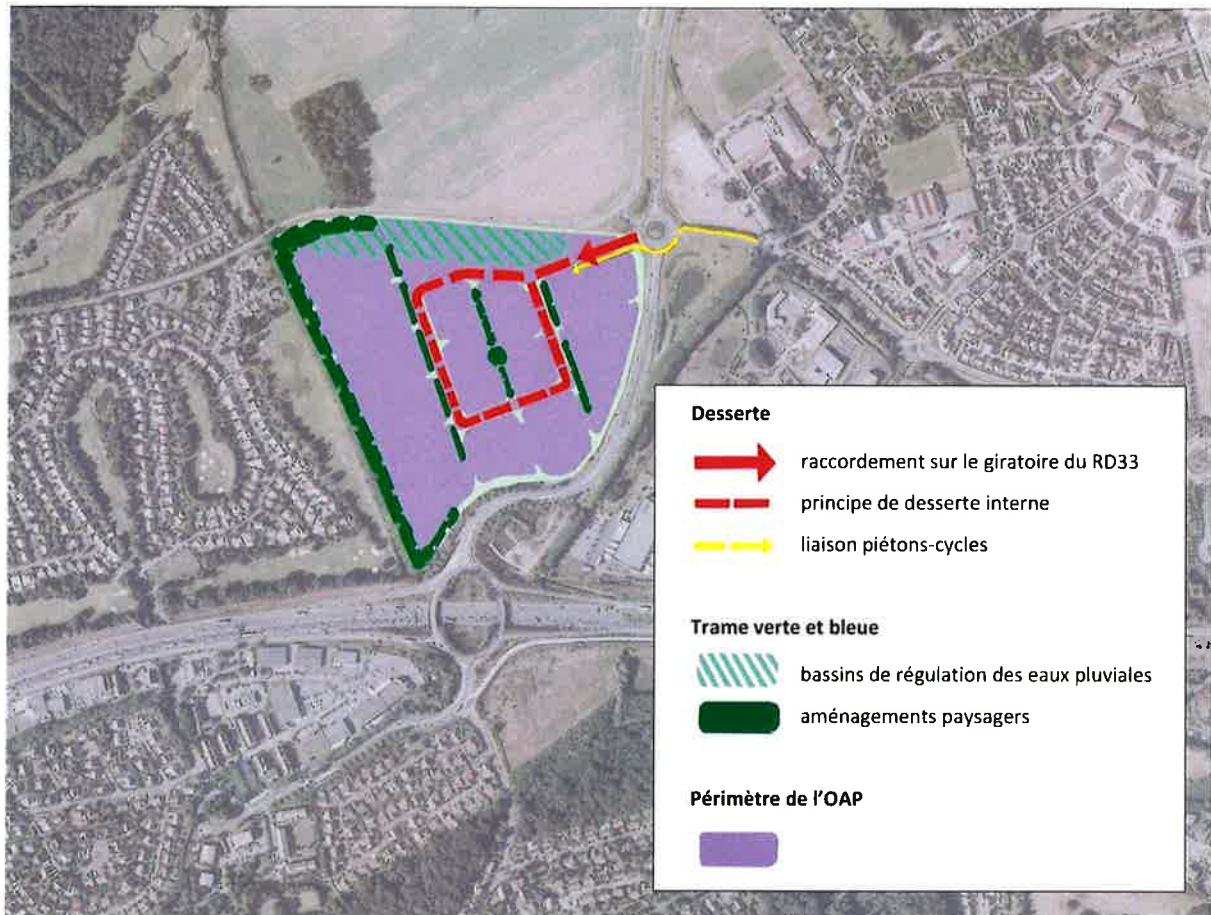 Desserte
raccordement sur le giratoire du RD33
principe de desserte interne
liaison piétons-cycles
Trame verte et bleue
bassins de régulation des eaux pluviales
aménagements paysagers
Périmètre de l'OAP